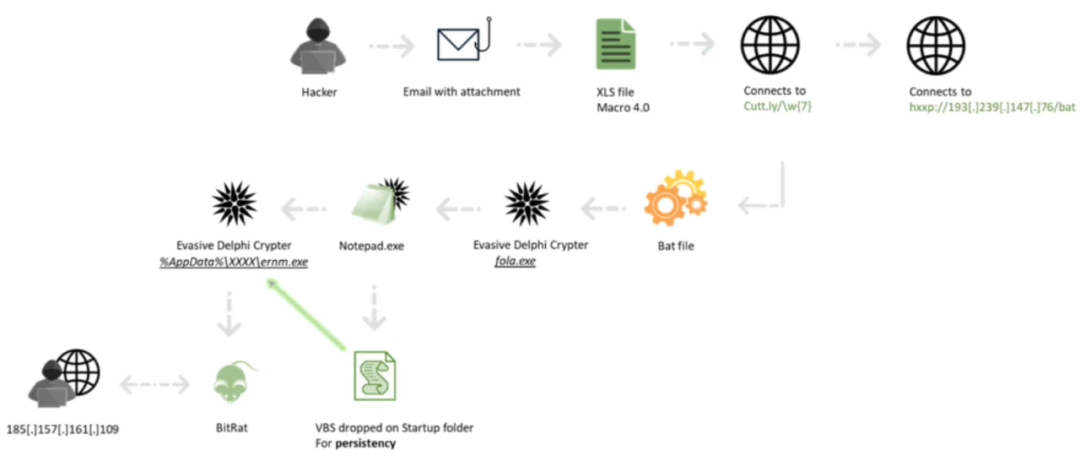 Hacker
Email with attachment
XLS file
Macro 4.0
Connects to
Cutt.ly/\w{7}
Connects to
hxxp://193[.]239[.]147[.]76/bat
Evasive Delphi Crypter
%AppData%\XXXX\ernm.exe
Notepad.exe
Evasive Delphi Crypter
fola.exe
Bat file
185[.]157[.]161[.]109
BitRat
VBS dropped on Startup folder
For persistency